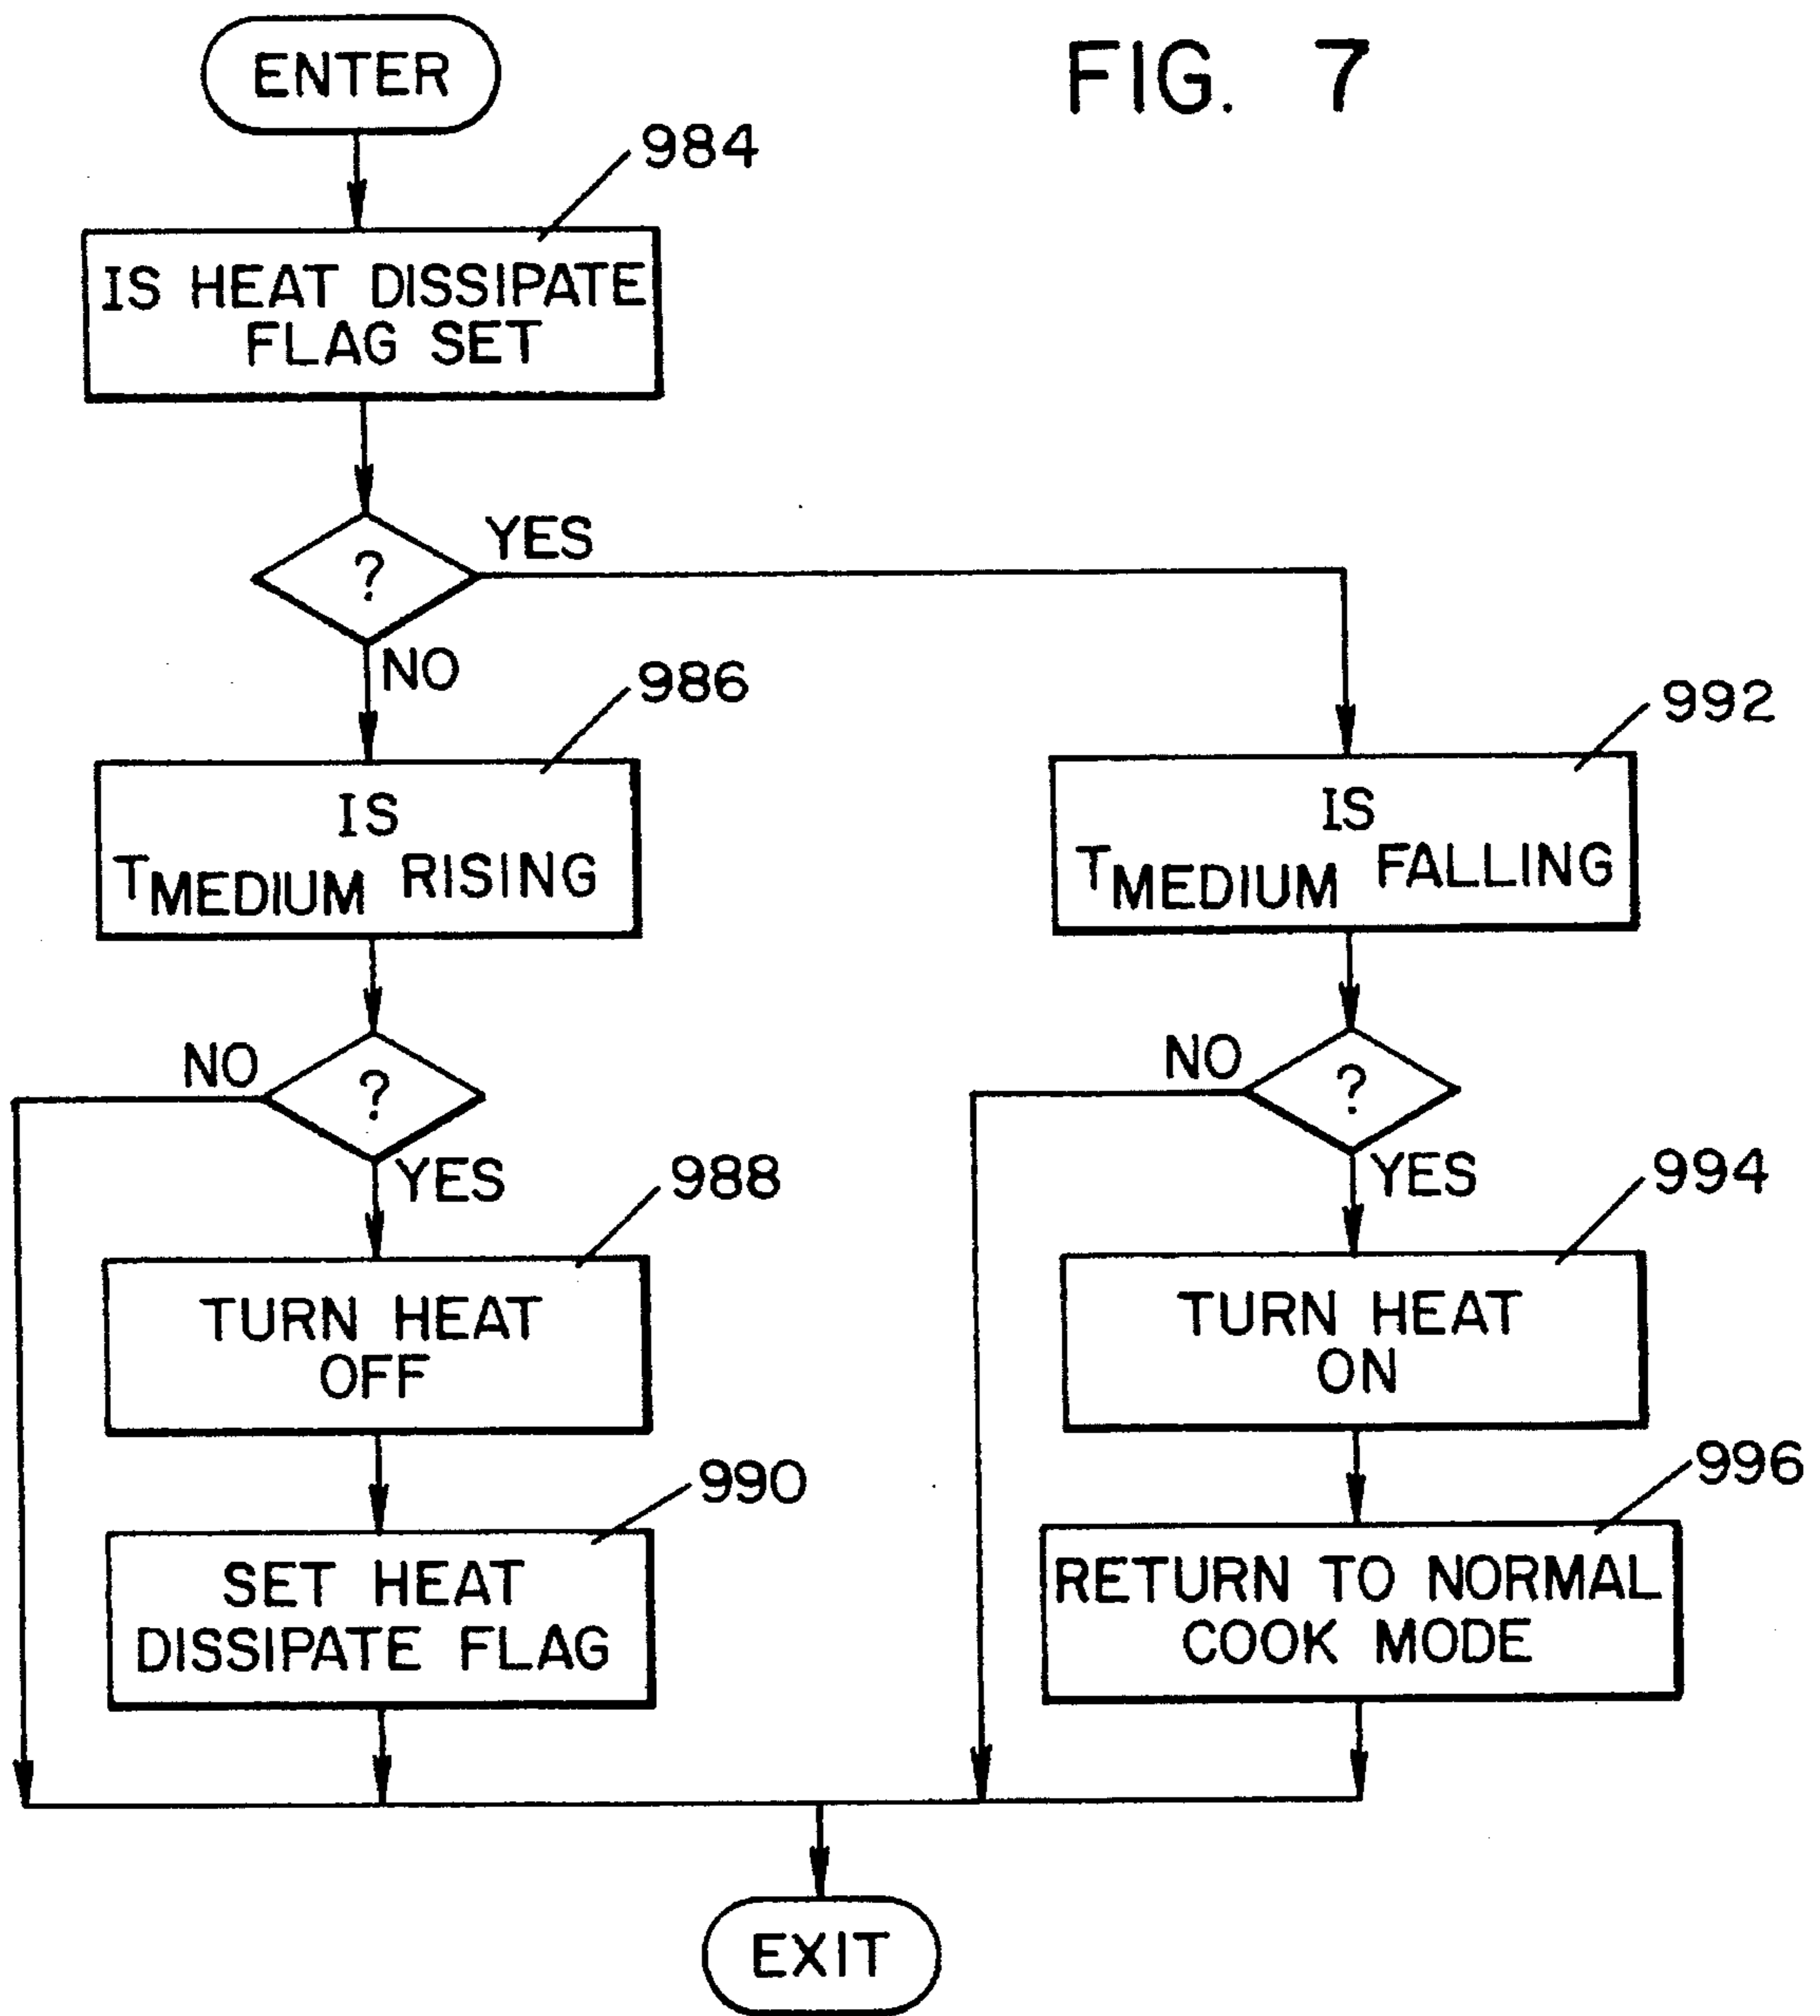 FIG. 7
ENTER
984
IS HEAT DISSIPATE
FLAG SET
?
YES
NO
986
IS
TMEDIUM RISING
992
IS
TMEDIUM FALLING
NO
?
YES
NO
?
YES
988
TURN HEAT
OFF
994
TURN HEAT
ON
990
SET HEAT
DISSIPATE FLAG
996
RETURN TO NORMAL
COOK MODE
EXIT